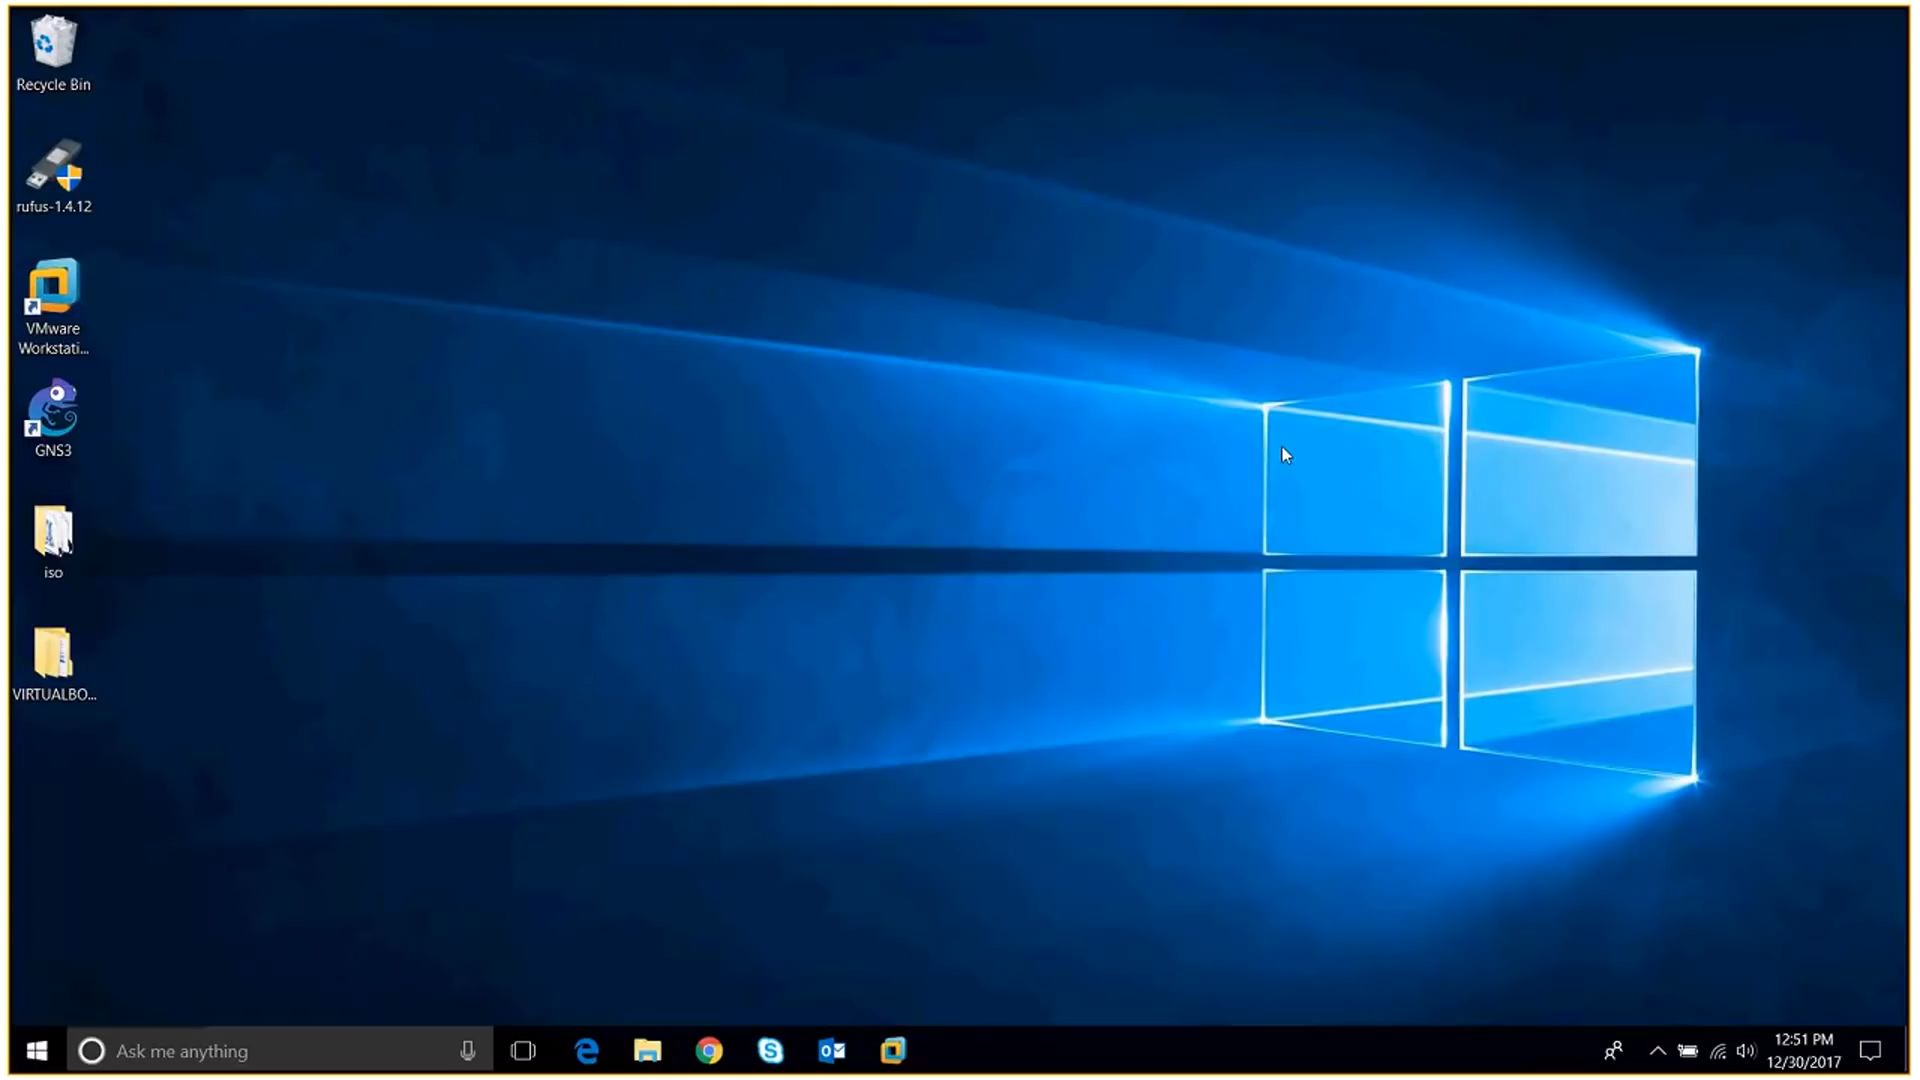 Recycle Bin
rufus-1.4.12
VMware
Workstati...
GNS3
iso
VIRTUALBO...
Ask me anything
12:51 PM
12/30/2017